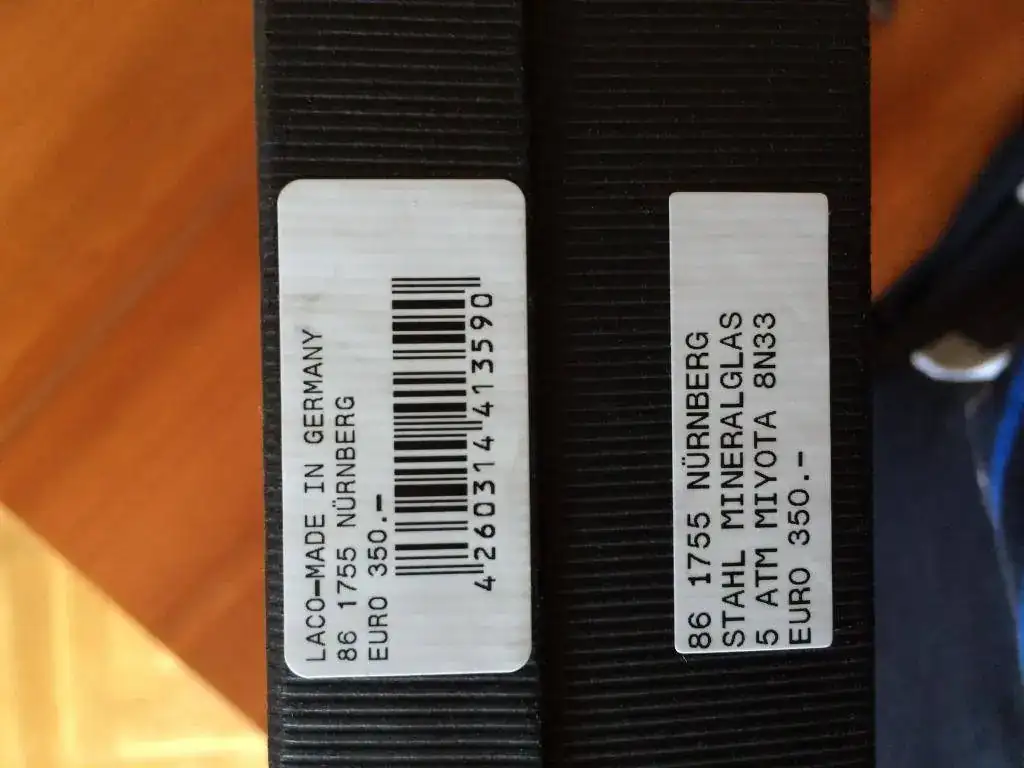 LACO-MADE IN GERMANY
86 1755 NÜRNBERG
EURO 350.-
4 260314 413590
86 1755 NÜRNBERG
STAHL MINERALGLAS
5 ATM MIYOTA 8N33
EURO 350.-